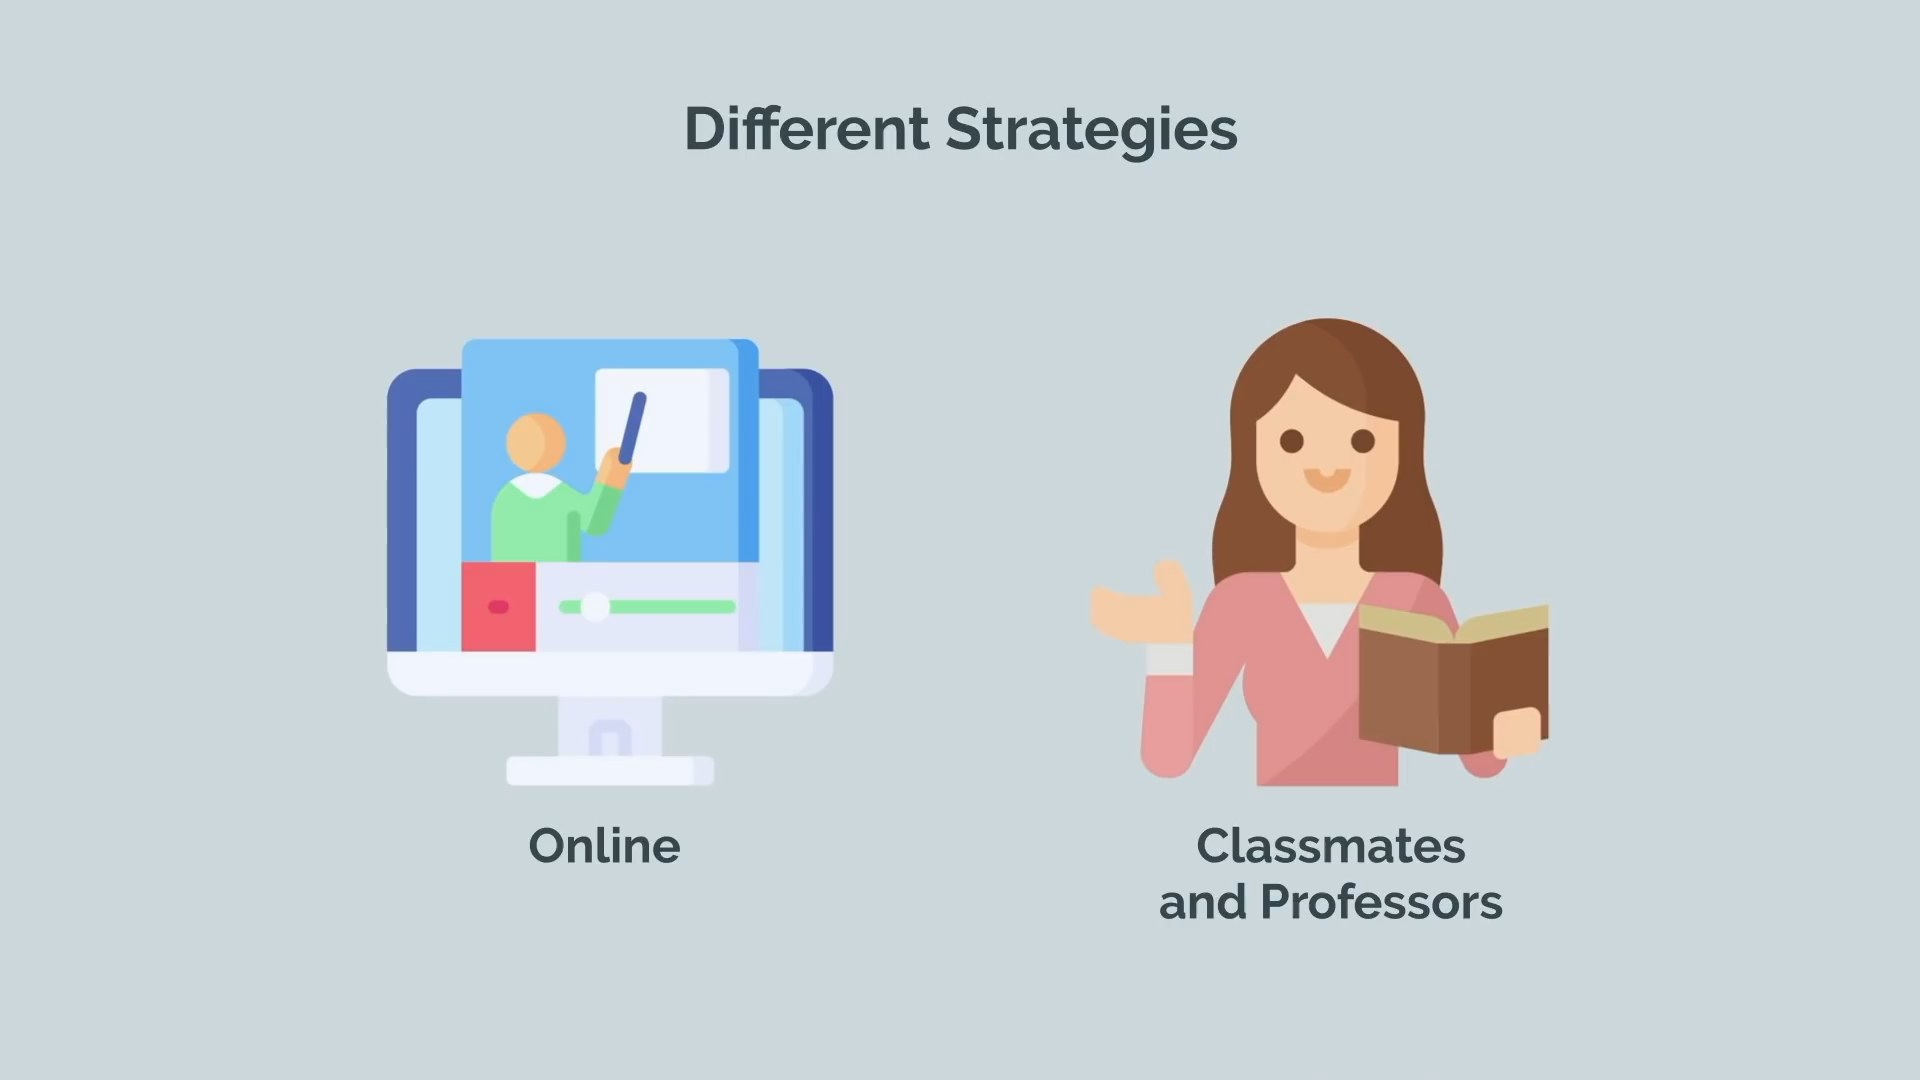 Different Strategies
Online
Classmates
and Professors